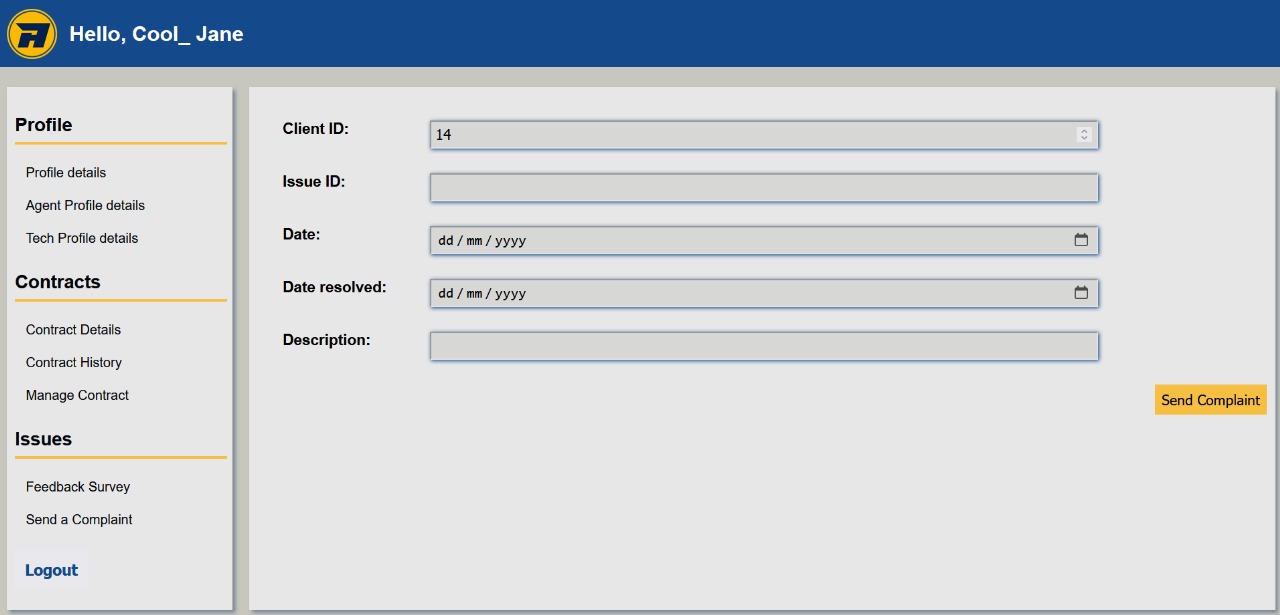 Hello, Cool_ Jane
Profile
Profile details
Agent Profile details
Tech Profile details
Contracts
Contract Details
Contract History
Manage Contract
Issues
Feedback Survey
Send a Complaint
Logout
Client ID:
14
Issue ID:
Date:
dd / mm / yyyy
Date resolved:
dd / mm / yyyy
Description:
Send Complaint